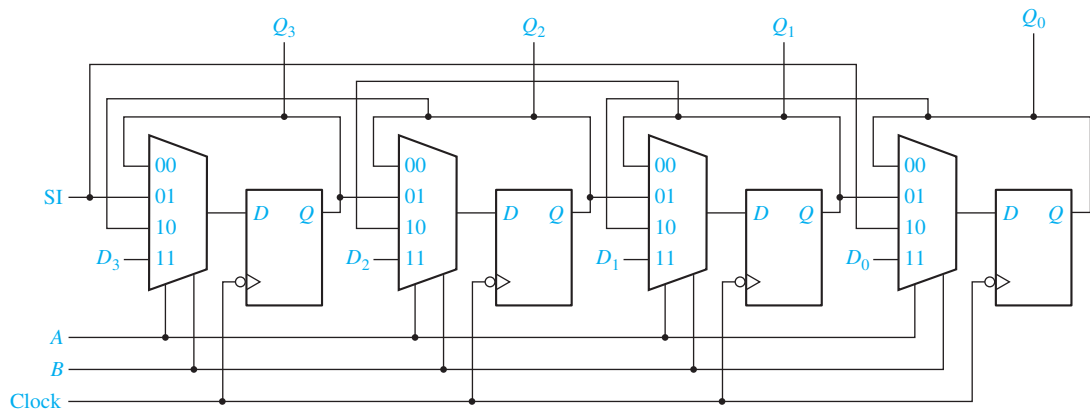 Q₃ Q₂ Q₁ Q₀
00 00 00 00
SI 01 D Q 01 D Q 01 D Q 01 D Q
10 10 10 10
D₃ 11 D₂ 11 D₁ 11 D₀ 11
A
B
Clock